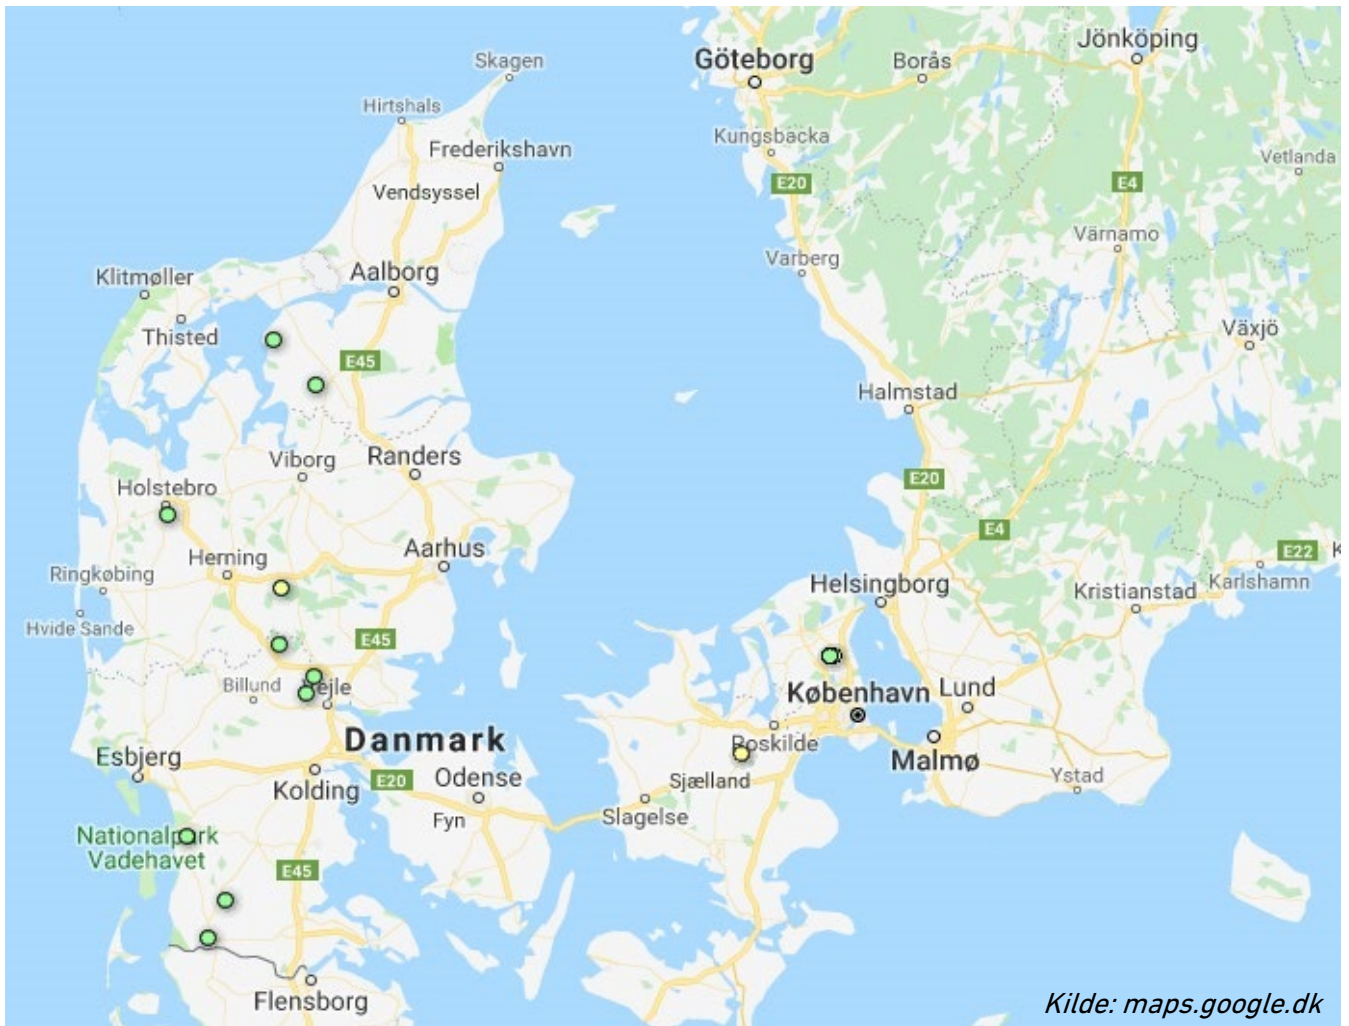 Göteborg
Borås
Jönköping
Skagen
Hirtshals
Frederikshavn
Kungsbacka
Vetlanda
E20
E4
Vendsyssel
Värnamo
Aalborg
Varberg
Klitmøller
Thisted
Växjö
E45
Halmstad
Viborg
Randers
Holstebro
E20
E4
Herning
Aarhus
E22
K
Ringkøbing
Helsingborg
Karlshamn
Kristianstad
Hvide Sande
E45
Billund
Vejle
København
Lund
Danmark
Roskilde
Malmø
Esbjerg
E20
Odense
Sjælland
Ystad
Kolding
Fyn
Slagelse
Nationalpark
Vadehavet
E45
Flensborg
Kilde: maps.google.dk